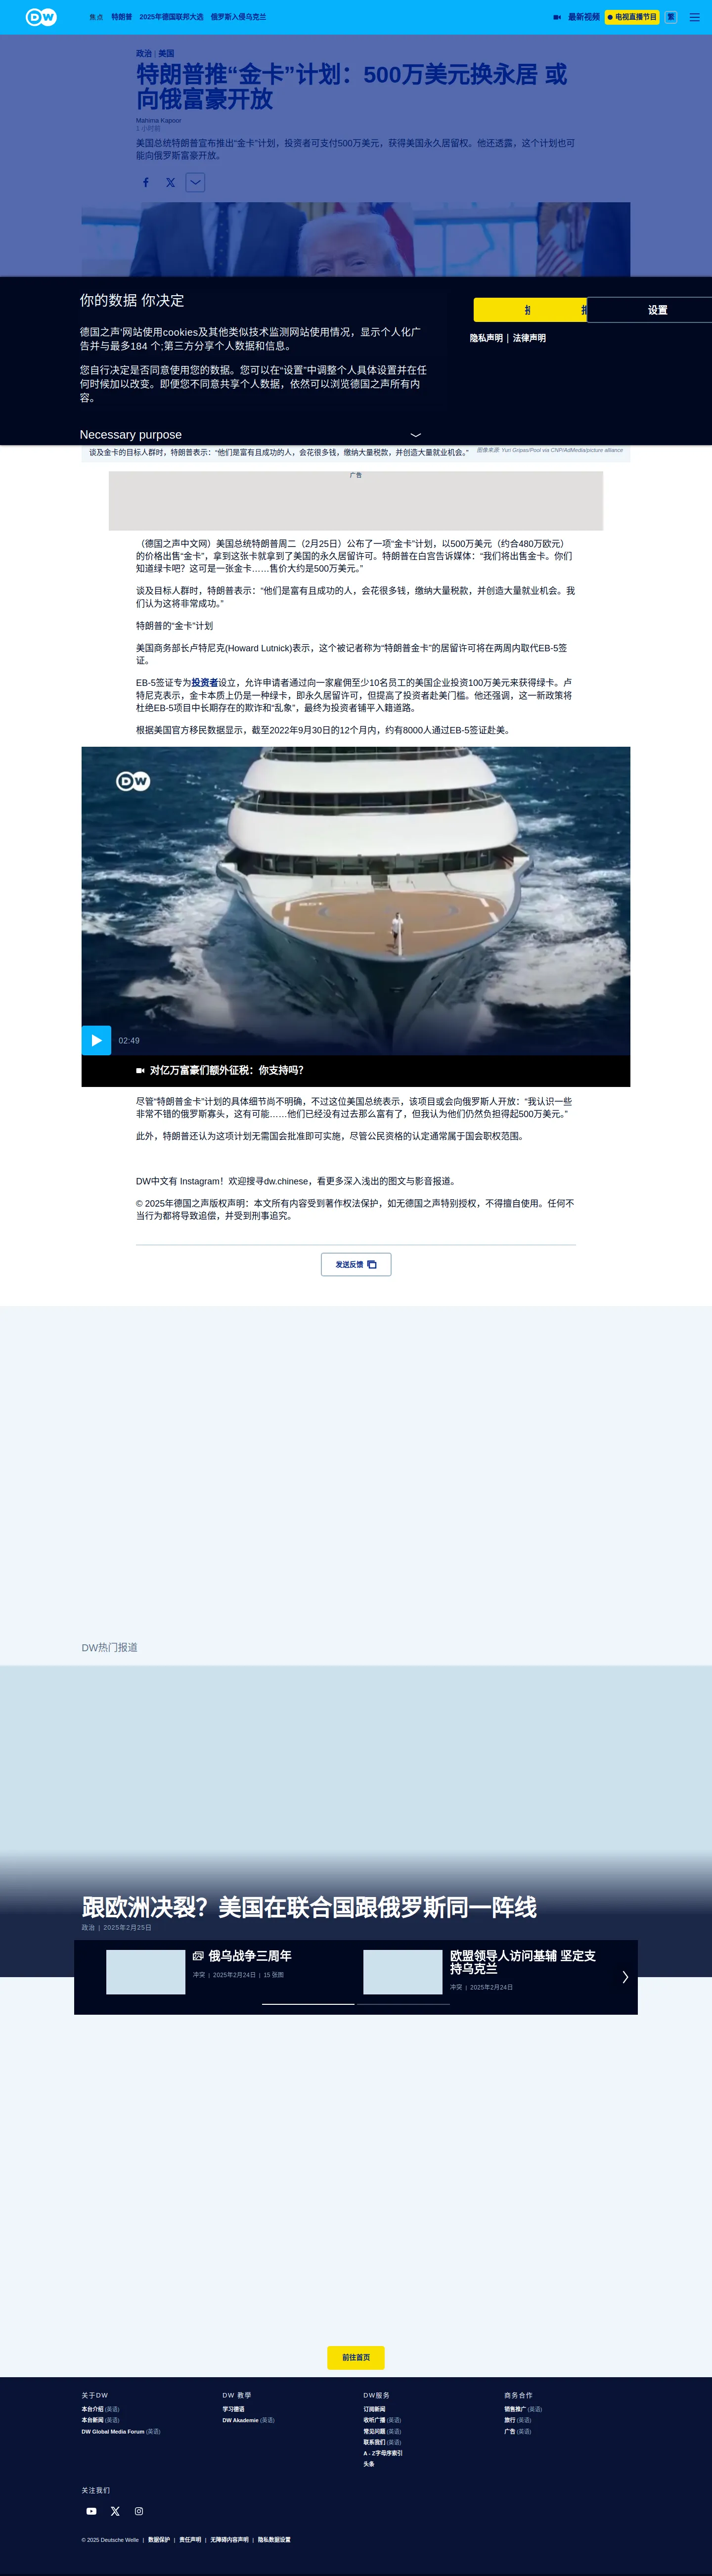 DW
焦点 特朗普 2025年德国联邦大选 俄罗斯入侵乌克兰
最新视频 电视直播节目 繁
政治 | 美国
特朗普推“金卡”计划：500万美元换永居 或
向俄富豪开放
Mahima Kapoor
1 小时前
美国总统特朗普宣布推出“金卡”计划，投资者可支付500万美元，获得美国永久居留权。他还透露，这个计划也可
能向俄罗斯富豪开放。
你的数据 你决定
设置
德国之声'网站使用cookies及其他类似技术监测网站使用情况，显示个人化广
告并与最多184 个;第三方分享个人数据和信息。
隐私声明 | 法律声明
您自行决定是否同意使用您的数据。您可以在“设置”中调整个人具体设置并在任
何时候加以改变。即便您不同意共享个人数据，依然可以浏览德国之声所有内
容。
Necessary purpose
谈及金卡的目标人群时，特朗普表示：“他们是富有且成功的人，会花很多钱，缴纳大量税款，并创造大量就业机会。”
图像来源: Yuri Gripas/Pool via CNP/AdMedia/picture alliance
广告
（德国之声中文网）美国总统特朗普周二（2月25日）公布了一项“金卡”计划，以500万美元（约合480万欧元）
的价格出售“金卡”，拿到这张卡就拿到了美国的永久居留许可。特朗普在白宫告诉媒体：“我们将出售金卡。你们
知道绿卡吧？这可是一张金卡……售价大约是500万美元。”
谈及目标人群时，特朗普表示：“他们是富有且成功的人，会花很多钱，缴纳大量税款，并创造大量就业机会。我
们认为这将非常成功。”
特朗普的“金卡”计划
美国商务部长卢特尼克(Howard Lutnick)表示，这个被记者称为“特朗普金卡”的居留许可将在两周内取代EB-5签
证。
EB-5签证专为投资者设立，允许申请者通过向一家雇佣至少10名员工的美国企业投资100万美元来获得绿卡。卢
特尼克表示，金卡本质上仍是一种绿卡，即永久居留许可，但提高了投资者赴美门槛。他还强调，这一新政策将
杜绝EB-5项目中长期存在的欺诈和“乱象”，最终为投资者铺平入籍道路。
根据美国官方移民数据显示，截至2022年9月30日的12个月内，约有8000人通过EB-5签证赴美。
DW
02:49
对亿万富豪们额外征税：你支持吗？
尽管“特朗普金卡”计划的具体细节尚不明确，不过这位美国总统表示，该项目或会向俄罗斯人开放：“我认识一些
非常不错的俄罗斯寡头，这有可能……他们已经没有过去那么富有了，但我认为他们仍然负担得起500万美元。”
此外，特朗普还认为这项计划无需国会批准即可实施，尽管公民资格的认定通常属于国会职权范围。
DW中文有 Instagram！欢迎搜寻dw.chinese，看更多深入浅出的图文与影音报道。
© 2025年德国之声版权声明：本文所有内容受到著作权法保护，如无德国之声特别授权，不得擅自使用。任何不
当行为都将导致追偿，并受到刑事追究。
发送反馈
DW热门报道
跟欧洲决裂？美国在联合国跟俄罗斯同一阵线
政治 | 2025年2月25日
俄乌战争三周年
冲突 | 2025年2月24日 | 15 张图
欧盟领导人访问基辅 坚定支
持乌克兰
冲突 | 2025年2月24日
前往首页
关于DW
本台介绍 (英语)
本台新闻 (英语)
DW Global Media Forum (英语)
DW 教學
学习德语
DW Akademie (英语)
DW服务
订阅新闻
收听广播 (英语)
常见问题 (英语)
联系我们 (英语)
A - Z字母序索引
头条
商务合作
销售推广 (英语)
旅行 (英语)
广告 (英语)
关注我们
© 2025 Deutsche Welle | 数据保护 | 责任声明 | 无障碍内容声明 | 隐私数据设置